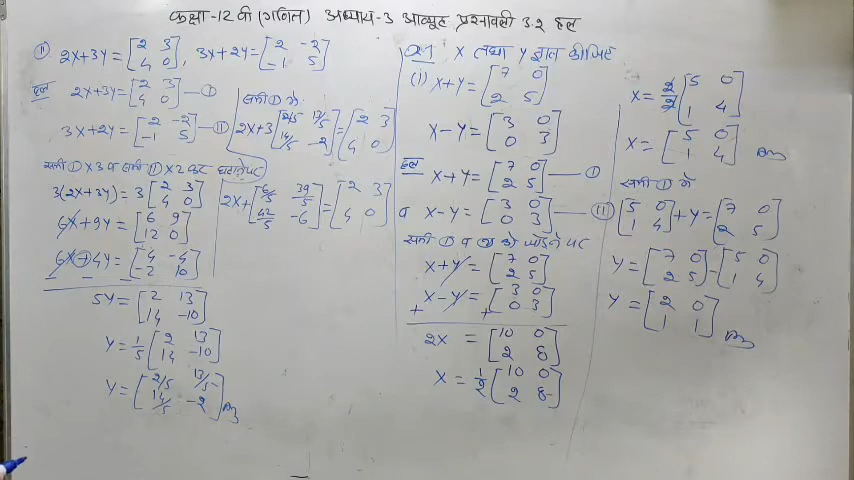 कक्षा-12 वी (गणित) अध्याय-3 आव्यूह प्रश्नावली 3.2 हल
Q.7 X तथा Y ज्ञात कीजिए
(i) X+Y = [7 0; 2 5]
X-Y = [3 0; 0 3]
हल X+Y = [7 0; 2 5] — ①
व X-Y = [3 0; 0 3] — ⑪
समी ① व ⑪ को जोड़ने पर
X+Y = [7 0; 2 5]
+ X-Y = + [3 0; 0 3]
2X = [10 0; 2 8]
X = 1/2 [10 0; 2 8]
X = 2/2 [5 0; 1 4]
X = [5 0; 1 4] Ans
समी ① से
[5 0; 1 4] + Y = [7 0; 2 5]
Y = [7 0; 2 5] - [5 0; 1 4]
Y = [2 0; 1 1] Ans
ii 2X+3Y = [2 3; 4 0], 3X+2Y = [2 -2; -1 5]
हल 2X+3Y = [2 3; 4 0] — ①
3X+2Y = [2 -2; -1 5] — ⑪
समी ① X3 व समी ⑪ X2 कर घटाने पर
3(2X+3Y) = 3 [2 3; 4 0]
6X+9Y = [6 9; 12 0]
6X+4Y = [4 -4; -2 10]
- - -
5Y = [2 13; 14 -10]
Y = 1/5 [2 13; 14 -10]
Y = [2/5 13/5; 14/5 -2] Ans
समी ① से
2X+3 [2/5 13/5; 14/5 -2] = [2 3; 4 0]
2X+ [6/5 39/5; 42/5 -6] = [2 3; 4 0]